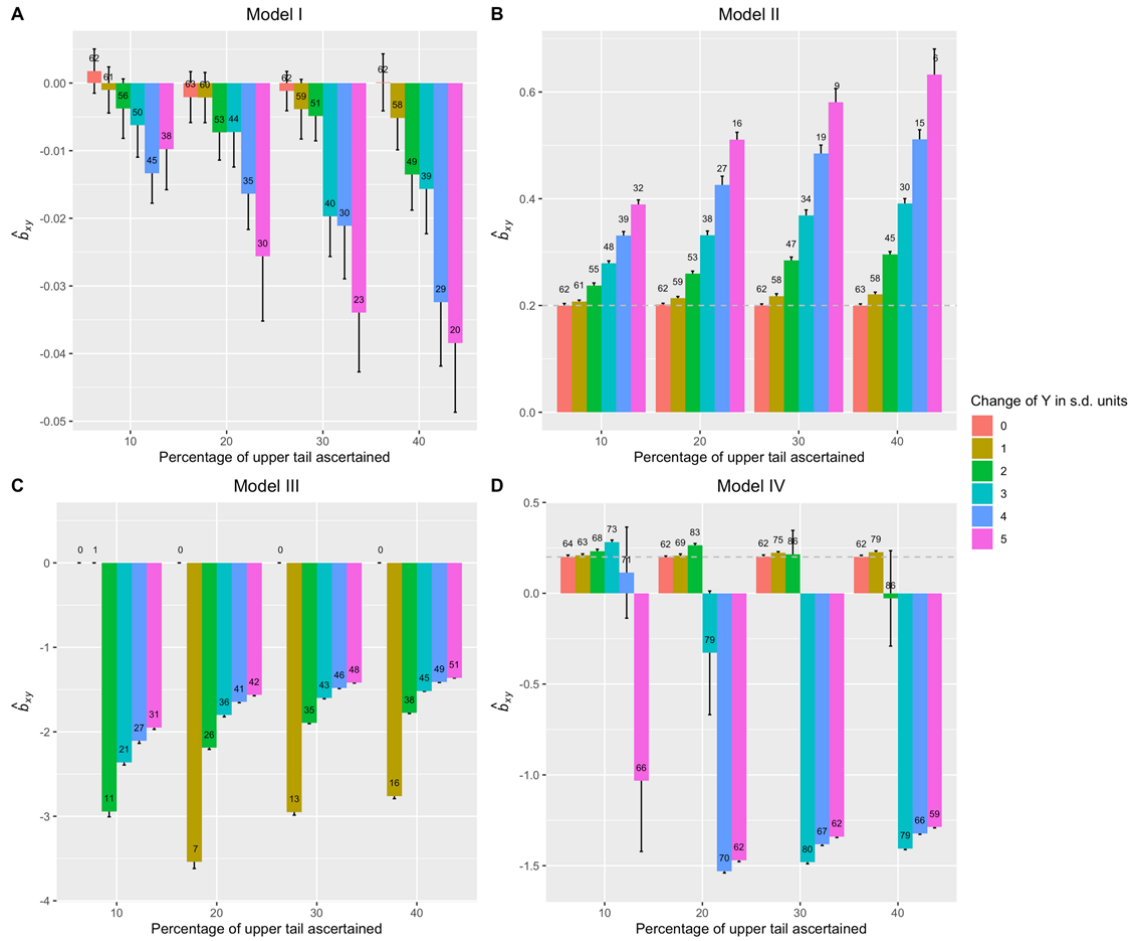 A
Model I
62
61
56
50
45
38
63
60
53
44
35
30
62
59
51
40
30
23
62
58
49
39
29
20
0.00
-0.01
-0.02
-0.03
-0.04
-0.05
b̂xy
10 20 30 40
Percentage of upper tail ascertained
B
Model II
62 61 55 48 39 32
62 59 53 38 27 16
62 58 47 34 19 9
63 58 45 30 15 6
0.6
0.4
0.2
0.0
b̂xy
10 20 30 40
Percentage of upper tail ascertained
Change of Y in s.d. units
0
1
2
3
4
5
C
Model III
0 1 11 21 27 31
0 7 26 36 41 42
0 13 35 43 46 48
0 16 38 45 49 51
0
-1
-2
-3
-4
b̂xy
10 20 30 40
Percentage of upper tail ascertained
D
Model IV
64 63 68 73 71 66
62 69 83 79 70 62
62 75 86 80 67 62
62 79 86 79 66 59
0.5
0.0
-0.5
-1.0
-1.5
b̂xy
10 20 30 40
Percentage of upper tail ascertained